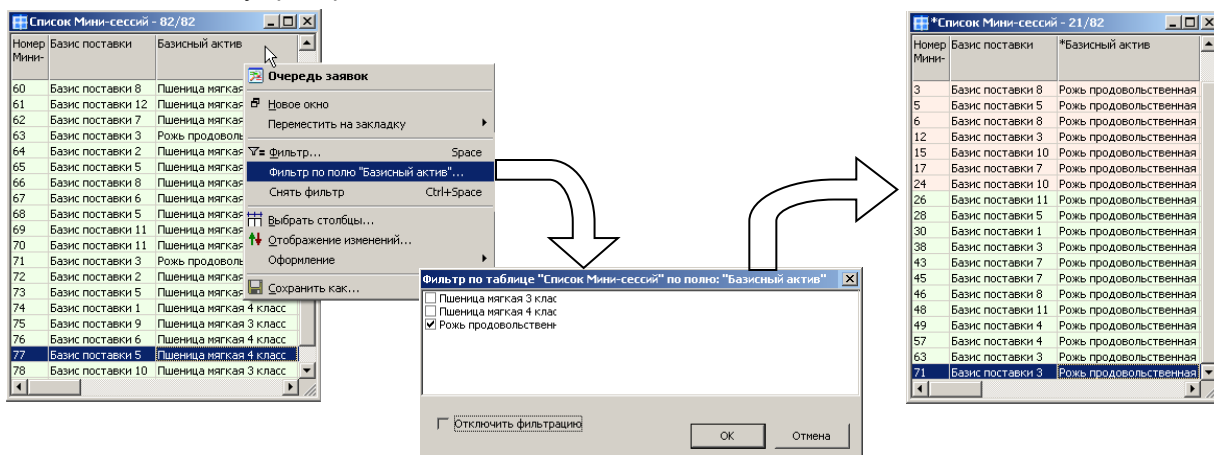 Список Мини-сессий - 82/82
Номер Мини- Базис поставки Базисный актив
60 Базис поставки 8 Пшеница мягкая
61 Базис поставки 12 Пшеница мягкая
62 Базис поставки 7 Пшеница мягкая
63 Базис поставки 3 Рожь продоволь
64 Базис поставки 2 Пшеница мягкая
65 Базис поставки 5 Пшеница мягкая
66 Базис поставки 8 Пшеница мягкая
67 Базис поставки 6 Пшеница мягкая
68 Базис поставки 5 Пшеница мягкая
69 Базис поставки 11 Пшеница мягкая
70 Базис поставки 11 Пшеница мягкая
71 Базис поставки 3 Рожь продоволь
72 Базис поставки 2 Пшеница мягкая
73 Базис поставки 5 Пшеница мягкая
74 Базис поставки 1 Пшеница мягкая 4 класс
75 Базис поставки 9 Пшеница мягкая 3 класс
76 Базис поставки 6 Пшеница мягкая 4 класс
77 Базис поставки 5 Пшеница мягкая 4 класс
78 Базис поставки 10 Пшеница мягкая 3 класс
Очередь заявок
Новое окно
Переместить на закладку
Фильтр... Space
Фильтр по полю "Базисный актив"...
Снять фильтр Ctrl+Space
Выбрать столбцы...
Отображение изменений...
Оформление
Сохранить как...
Фильтр по таблице "Список Мини-сессий" по полю: "Базисный актив"
Пшеница мягкая 3 клас
Пшеница мягкая 4 клас
Рожь продовольствен
Отключить фильтрацию
OK Отмена
*Список Мини-сессий - 21/82
Номер Мини- Базис поставки *Базисный актив
3 Базис поставки 8 Рожь продовольственная
5 Базис поставки 5 Рожь продовольственная
6 Базис поставки 8 Рожь продовольственная
12 Базис поставки 3 Рожь продовольственная
15 Базис поставки 10 Рожь продовольственная
17 Базис поставки 7 Рожь продовольственная
24 Базис поставки 10 Рожь продовольственная
26 Базис поставки 11 Рожь продовольственная
28 Базис поставки 5 Рожь продовольственная
30 Базис поставки 1 Рожь продовольственная
38 Базис поставки 3 Рожь продовольственная
43 Базис поставки 7 Рожь продовольственная
45 Базис поставки 7 Рожь продовольственная
46 Базис поставки 8 Рожь продовольственная
48 Базис поставки 11 Рожь продовольственная
49 Базис поставки 4 Рожь продовольственная
57 Базис поставки 4 Рожь продовольственная
63 Базис поставки 3 Рожь продовольственная
71 Базис поставки 3 Рожь продовольственная